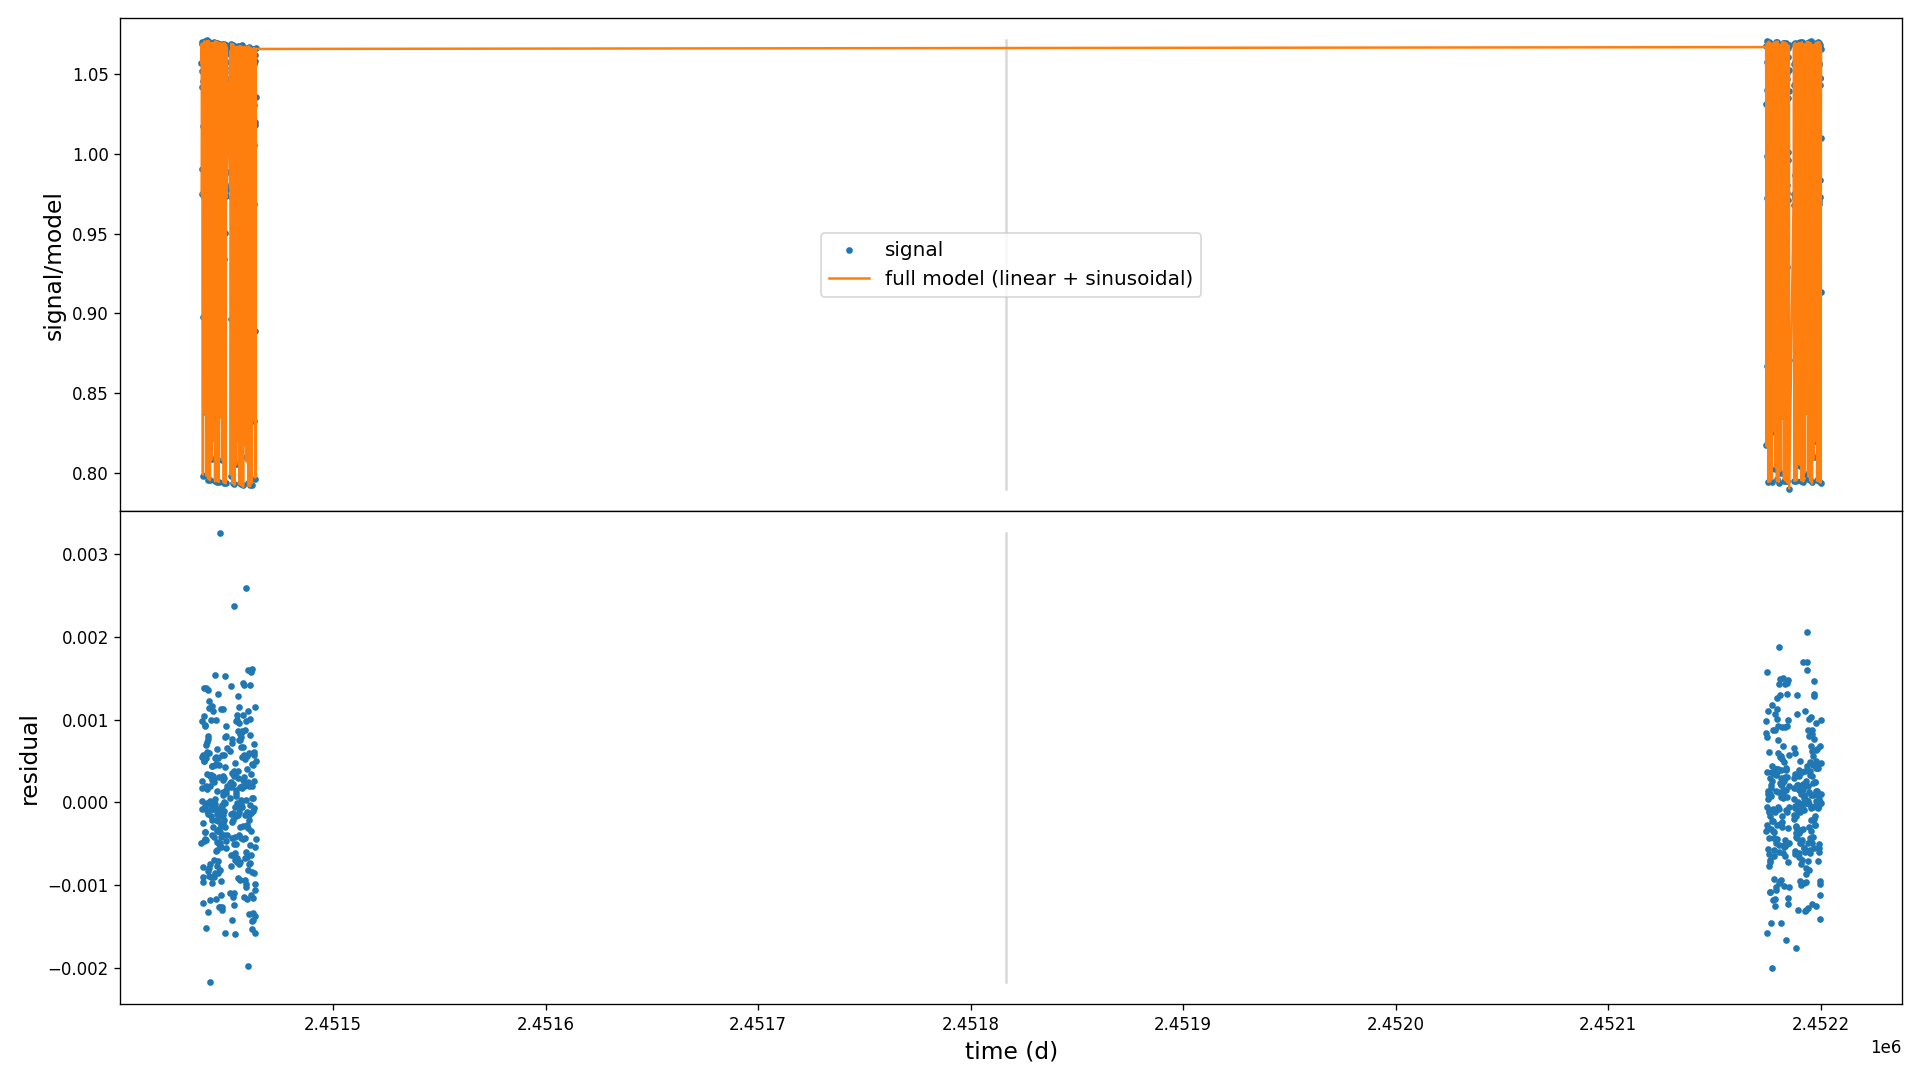 1.05
1.00
0.95
0.90
0.85
0.80
signal/model
signal
full model (linear + sinusoidal)
0.003
0.002
0.001
0.000
−0.001
−0.002
residual
2.4515 2.4516 2.4517 2.4518 2.4519 2.4520 2.4521 2.4522
1e6
time (d)